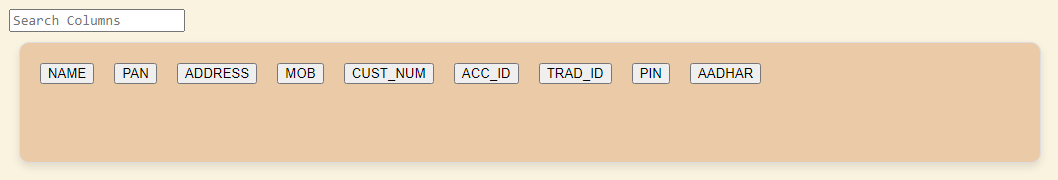 Search Columns
NAME PAN ADDRESS MOB CUST_NUM ACC_ID TRAD_ID PIN AADHAR